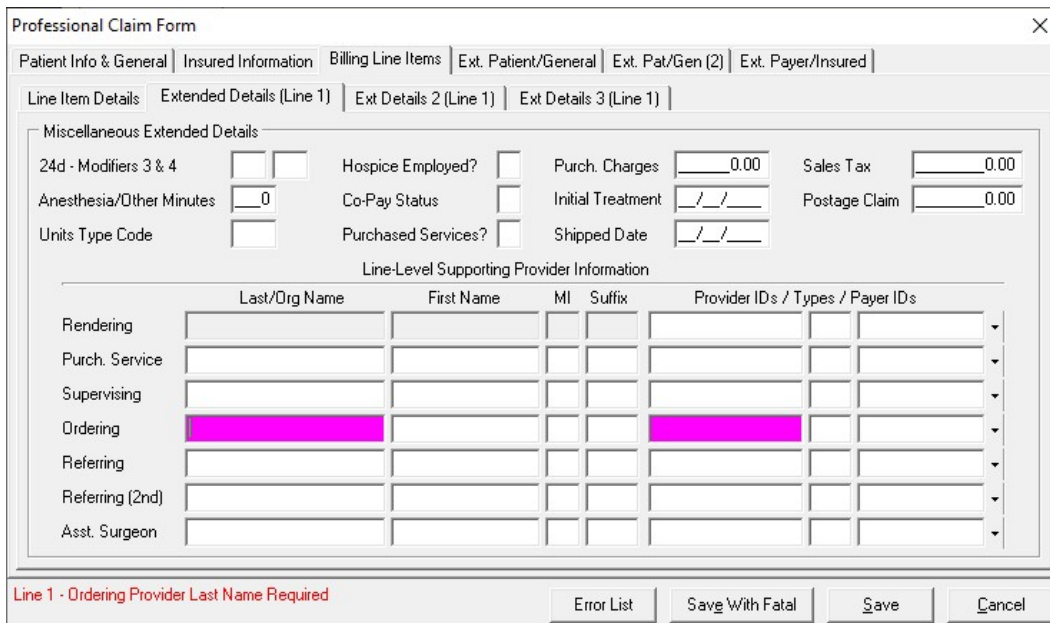 Professional Claim Form
Patient Info & General Insured Information Billing Line Items Ext. Patient/General Ext. Pat/Gen (2) Ext. Payer/Insured
Line Item Details Extended Details (Line 1) Ext Details 2 (Line 1) Ext Details 3 (Line 1)
Miscellaneous Extended Details
24d - Modifiers 3 & 4 Hospice Employed? Purch. Charges 0.00 Sales Tax 0.00
Anesthesia/Other Minutes 0 Co-Pay Status Initial Treatment __/__/____ Postage Claim 0.00
Units Type Code Purchased Services? Shipped Date __/__/____
Line-Level Supporting Provider Information
Last/Org Name First Name MI Suffix Provider IDs / Types / Payer IDs
Rendering
Purch. Service
Supervising
Ordering
Referring
Referring (2nd)
Asst. Surgeon
Line 1 - Ordering Provider Last Name Required Error List Save With Fatal Save Cancel